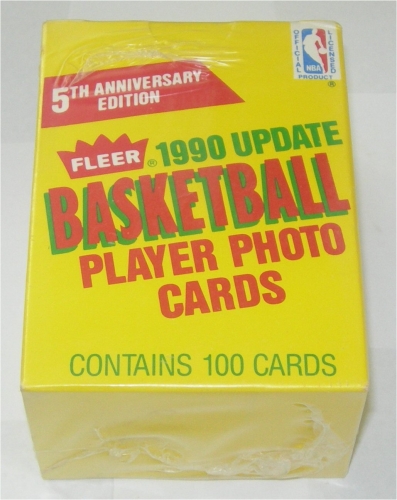 5TH ANNIVERSARY
EDITION
OFFICIAL
LICENSED
NBA
PRODUCT
®
FLEER® 1990 UPDATE
BASKETBALL
PLAYER PHOTO
CARDS
CONTAINS 100 CARDS